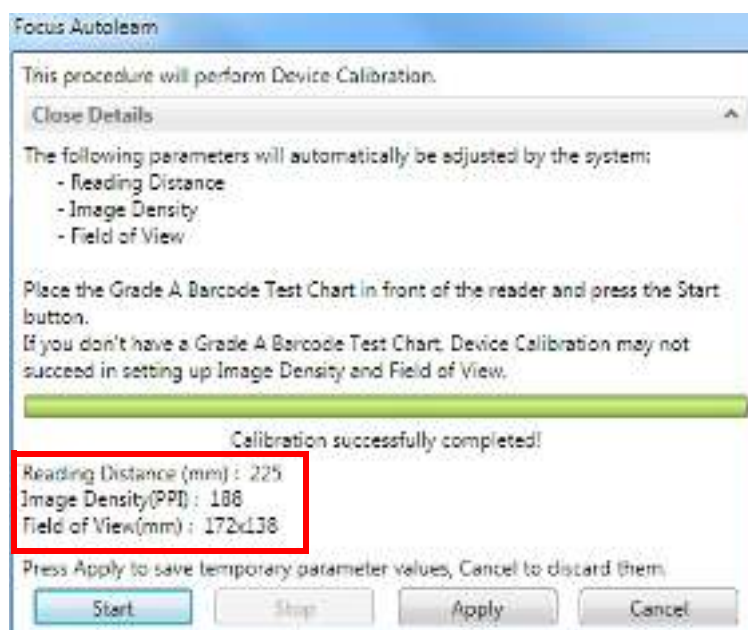 Focus Autolearn
This procedure will perform Device Calibration.
Close Details
The following parameters will automatically be adjusted by the system:
- Reading Distance
- Image Density
- Field of View
Place the Grade A Barcode Test Chart in front of the reader and press the Start
button.
If you don't have a Grade A Barcode Test Chart, Device Calibration may not
succeed in setting up Image Density and Field of View.
Calibration successfully completed!
Reading Distance (mm) : 225
Image Density(PPI) : 188
Field of View(mm) : 172x138
Press Apply to save temporary parameter values, Cancel to discard them.
Start Stop Apply Cancel